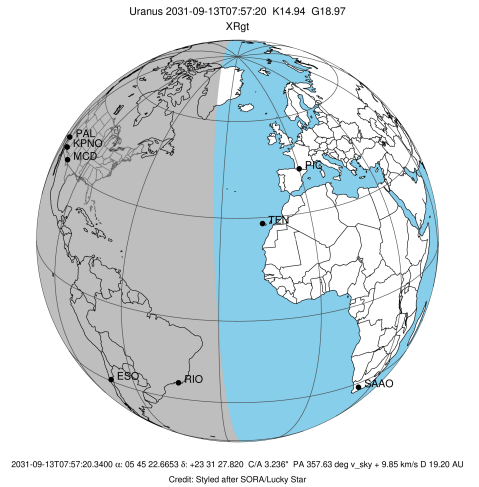 Uranus 2031-09-13T07:57:20 K14.94 G18.97
XRgt
PAL
KPNO
MCD
PIC
TEN
ESO
RIO
SAAO
2031-09-13T07:57:20.3400 α: 05 45 22.6653 δ: +23 31 27.820 C/A 3.236" PA 357.63 deg v_sky + 9.85 km/s D 19.20 AU
Credit: Styled after SORA/Lucky Star